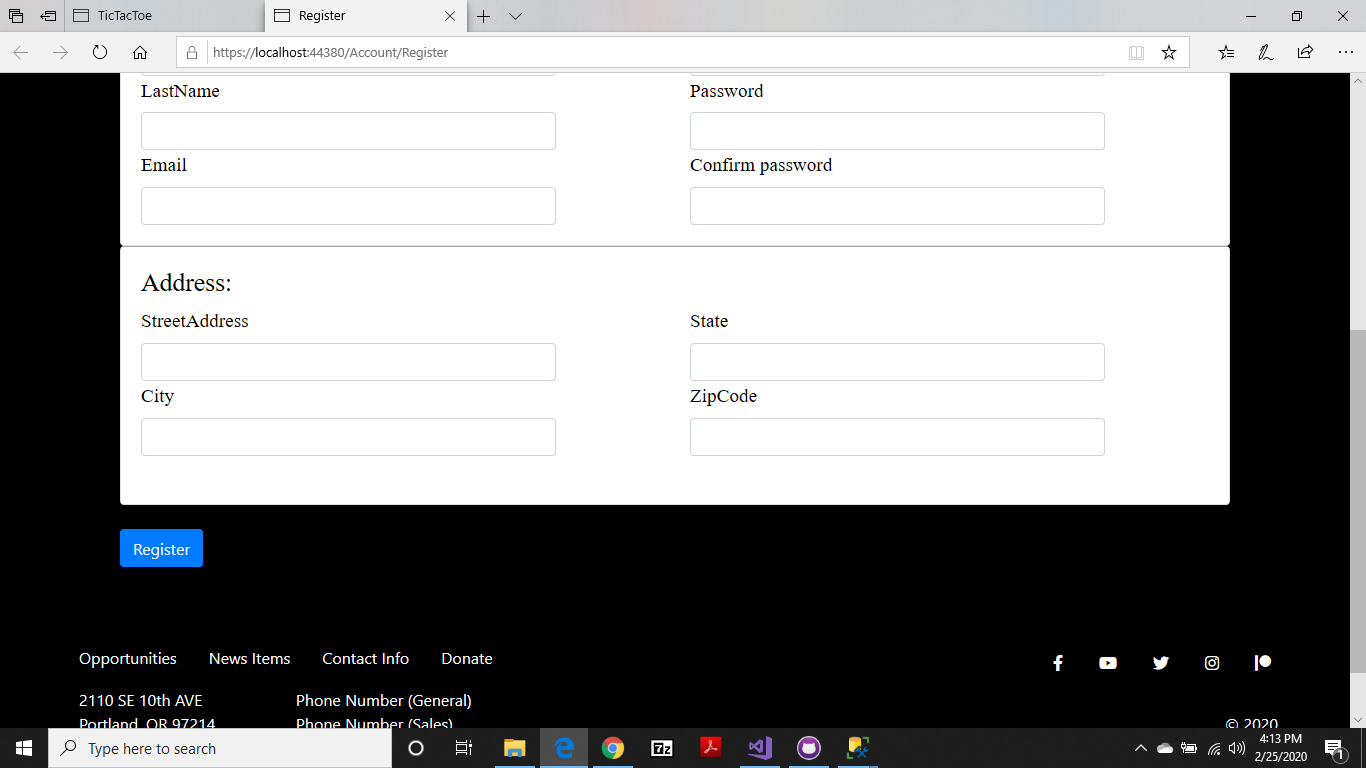 TicTacToe
Register
https://localhost:44380/Account/Register
LastName
Password
Email
Confirm password
Address:
StreetAddress
State
City
ZipCode
Register
Opportunities News Items Contact Info Donate
2110 SE 10th AVE
Phone Number (General)
Portland, OR 97214
Phone Number (Sales)
© 2020
Type here to search
7z
4:13 PM
2/25/2020
1